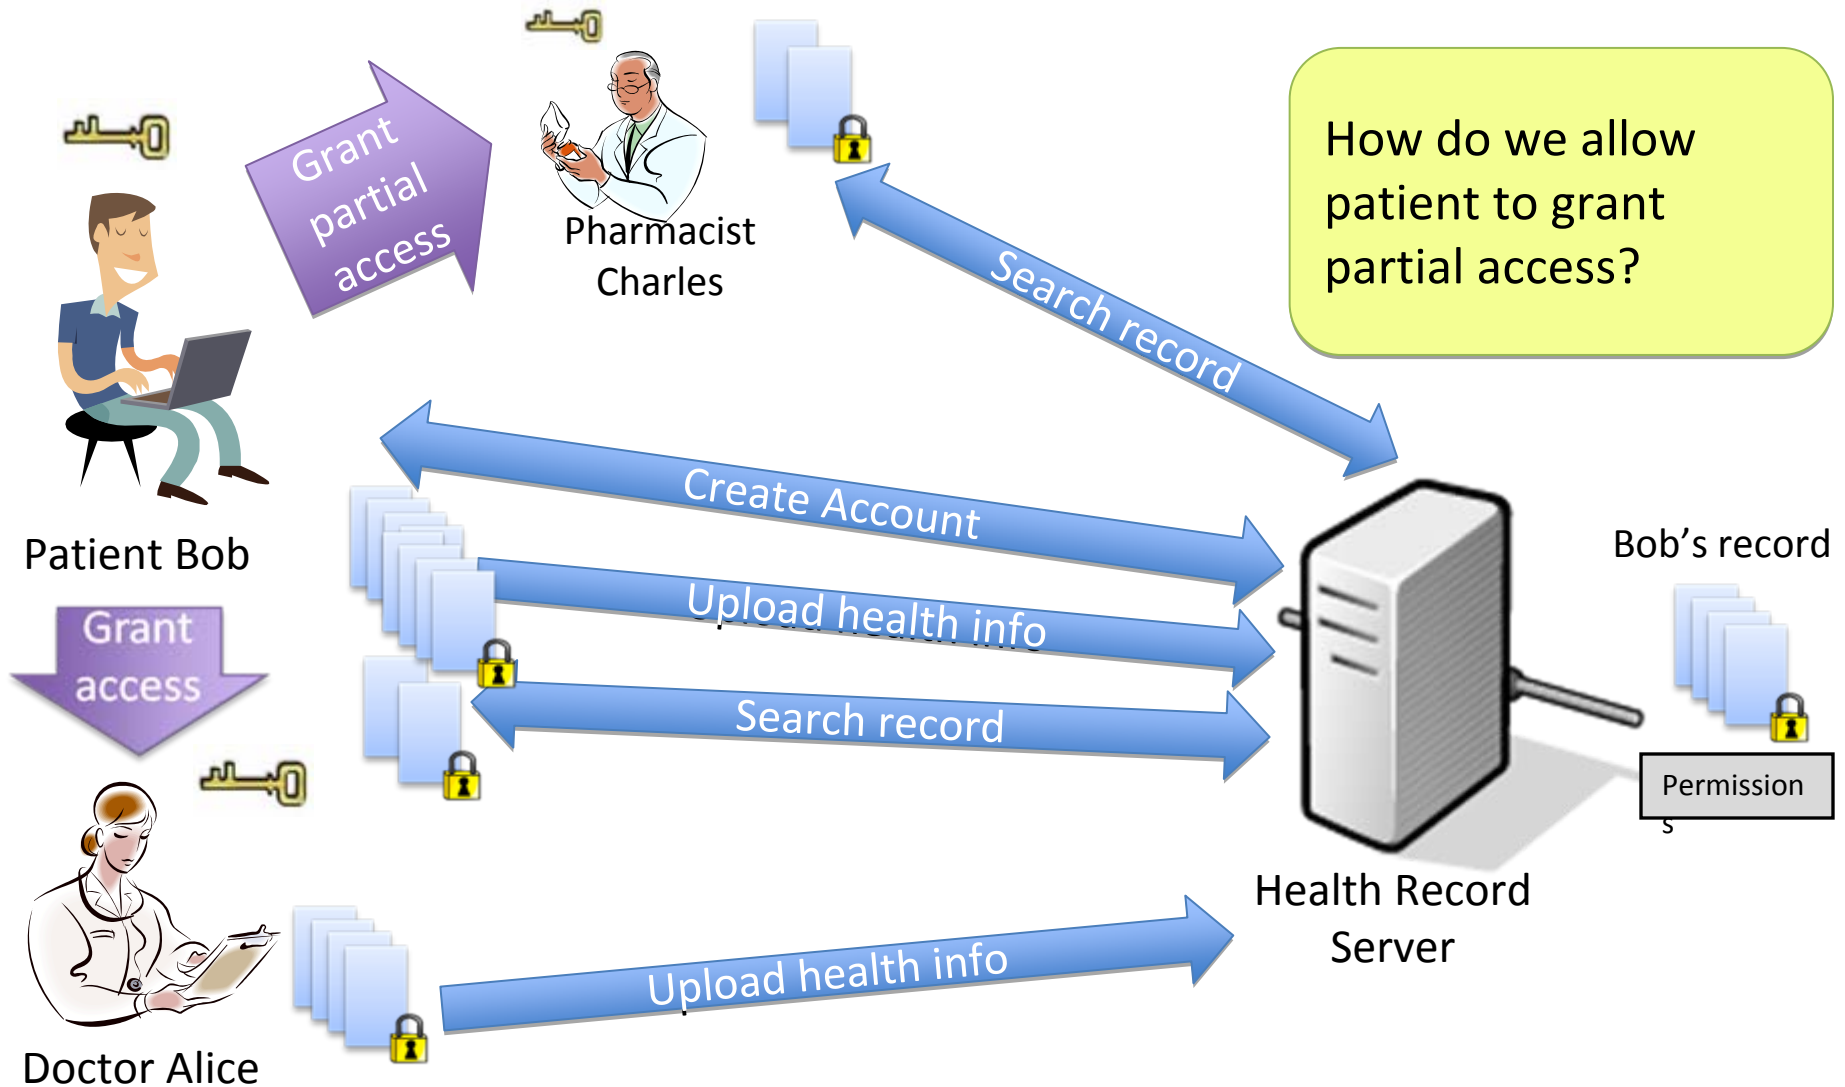 Grant
partial
access
Pharmacist
Charles
How do we allow
patient to grant
partial access?
Search record
Create Account
Patient Bob
Bob's record
Upload health info
Grant
access
Search record
Permission
s
Health Record
Server
Upload health info
Doctor Alice